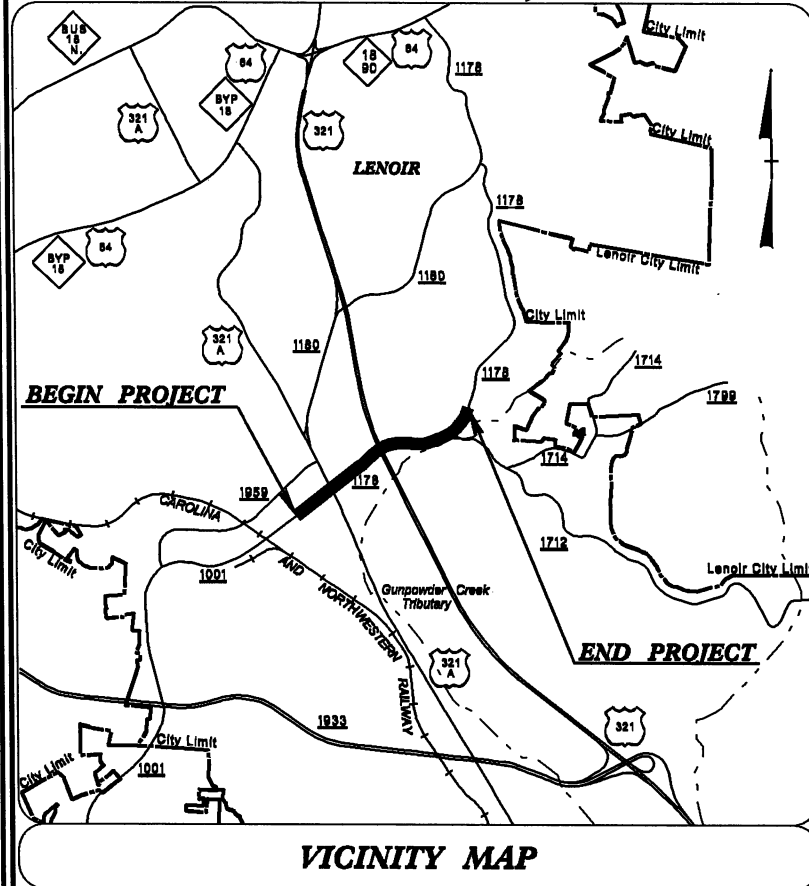 BUS
18
N.
64
BYP
18
321
A
18
90
64
1178
City Limit
City Limit
321
LENOIR
1178
Lenoir City Limit
BYP
18
64
1180
City Limit
321
A
1180
1178
1714
1799
BEGIN PROJECT
1714
1178
1959
CAROLINA
AND NORTHWESTERN
RAILWAY
City Limit
1001
1712
Gunpowder Creek
Tributary
Lenoir City Limit
END PROJECT
321
A
321
1933
City Limit
City Limit
1001
VICINITY MAP